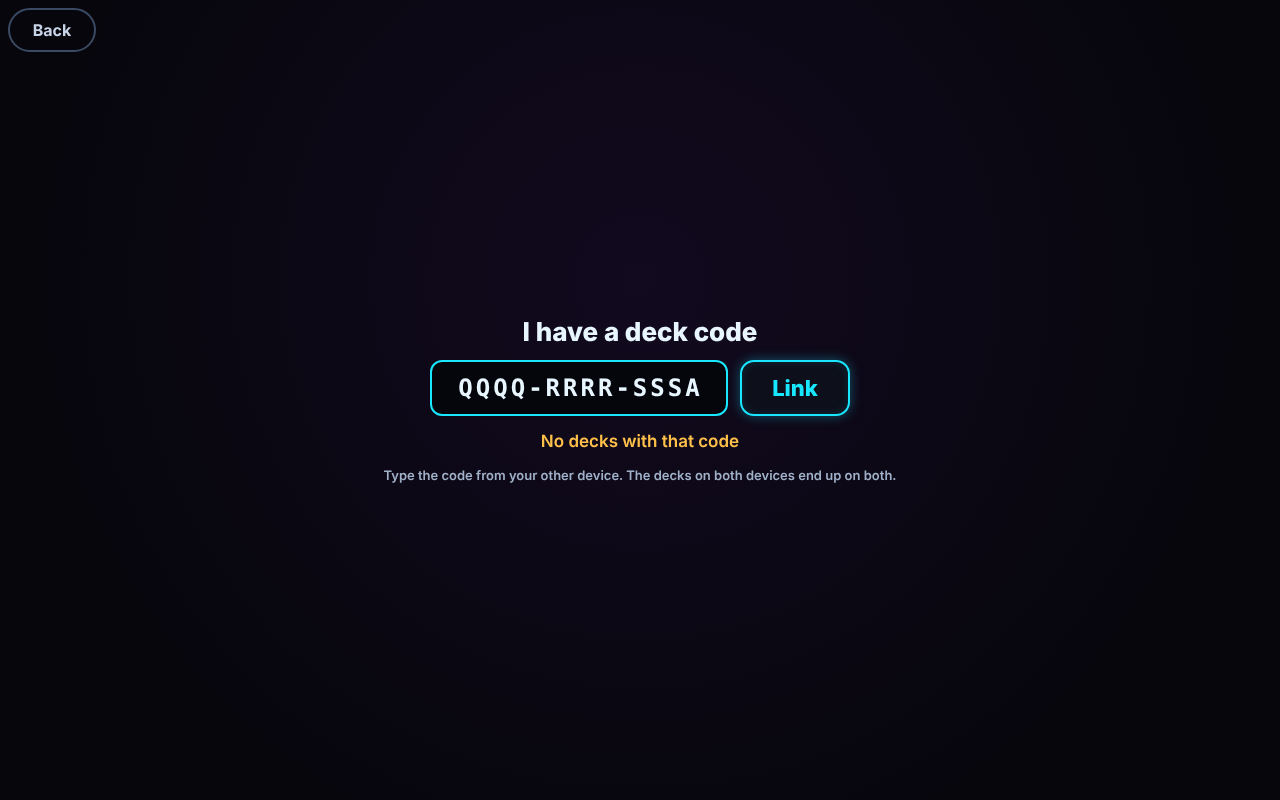 Back
I have a deck code
QQQQ-RRRR-SSSA
Link
No decks with that code
Type the code from your other device. The decks on both devices end up on both.